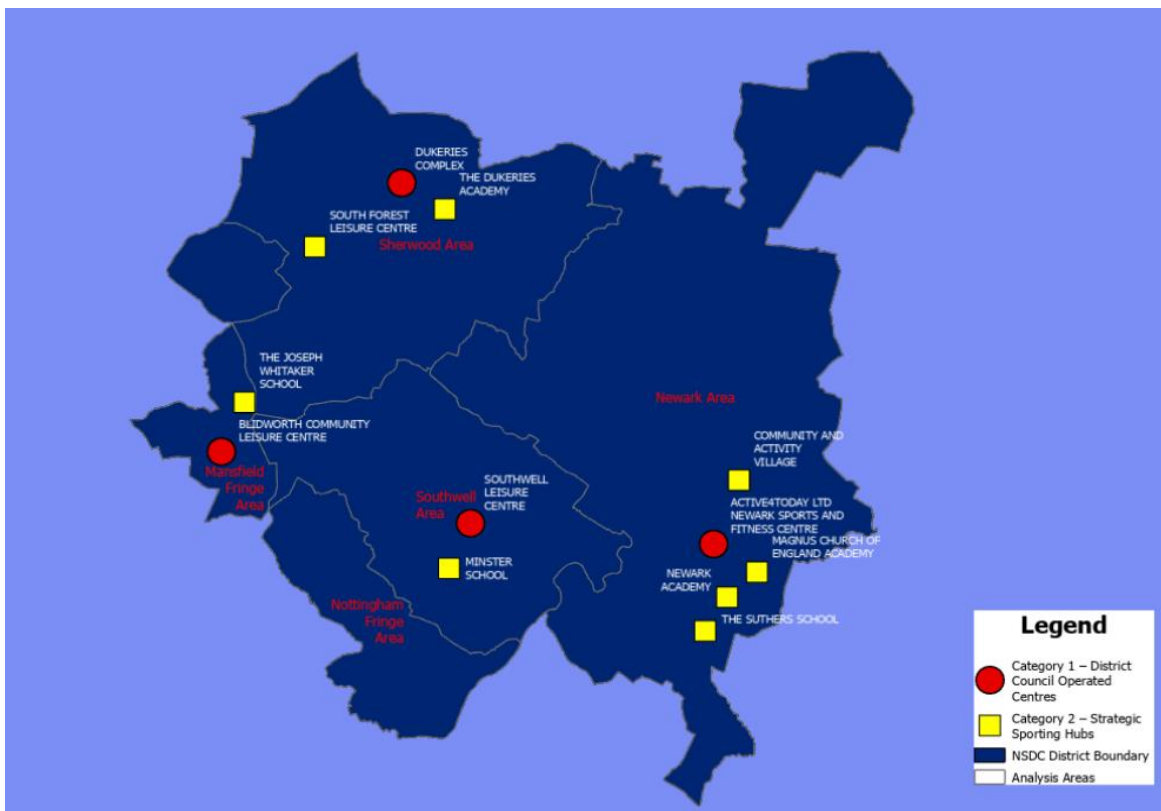 DUKERIES
COMPLEX
THE DUKERIES
ACADEMY
SOUTH FOREST
LEISURE CENTRE
Sherwood Area
THE JOSEPH
WHITAKER
SCHOOL
BLIDWORTH COMMUNITY
LEISURE CENTRE
Mansfield
Fringe
Area
Newark Area
COMMUNITY AND
ACTIVITY
VILLAGE
SOUTHWELL
LEISURE
CENTRE
Southwell
Area
ACTIVE4TODAY LTD
NEWARK SPORTS AND
FITNESS CENTRE
MAGNUS CHURCH OF
ENGLAND ACADEMY
MINSTER
SCHOOL
NEWARK
ACADEMY
Nottingham
Fringe
Area
THE SUTHERS SCHOOL
Legend
Category 1 – District
Council Operated
Centres
Category 2 – Strategic
Sporting Hubs
NSDC District Boundary
Analysis Areas